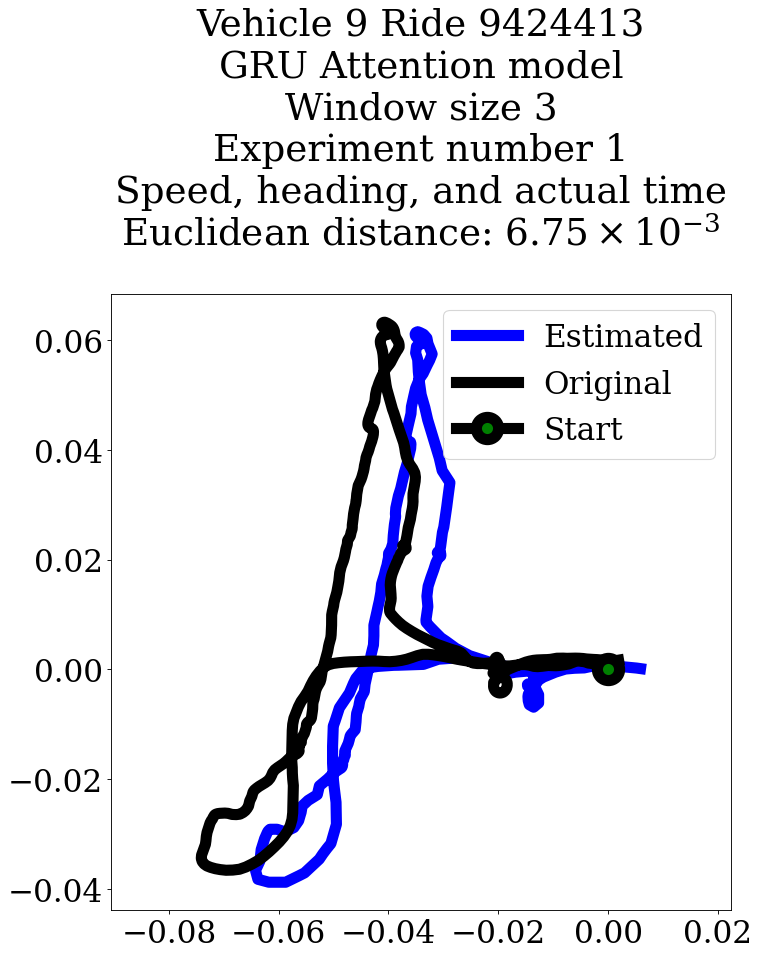 Vehicle 9 Ride 9424413
GRU Attention model
Window size 3
Experiment number 1
Speed, heading, and actual time
Euclidean distance: 6.75 × 10⁻³
Estimated
Original
Start
0.06
0.04
0.02
0.00
−0.02
−0.04
−0.08 −0.06 −0.04 −0.02 0.00 0.02